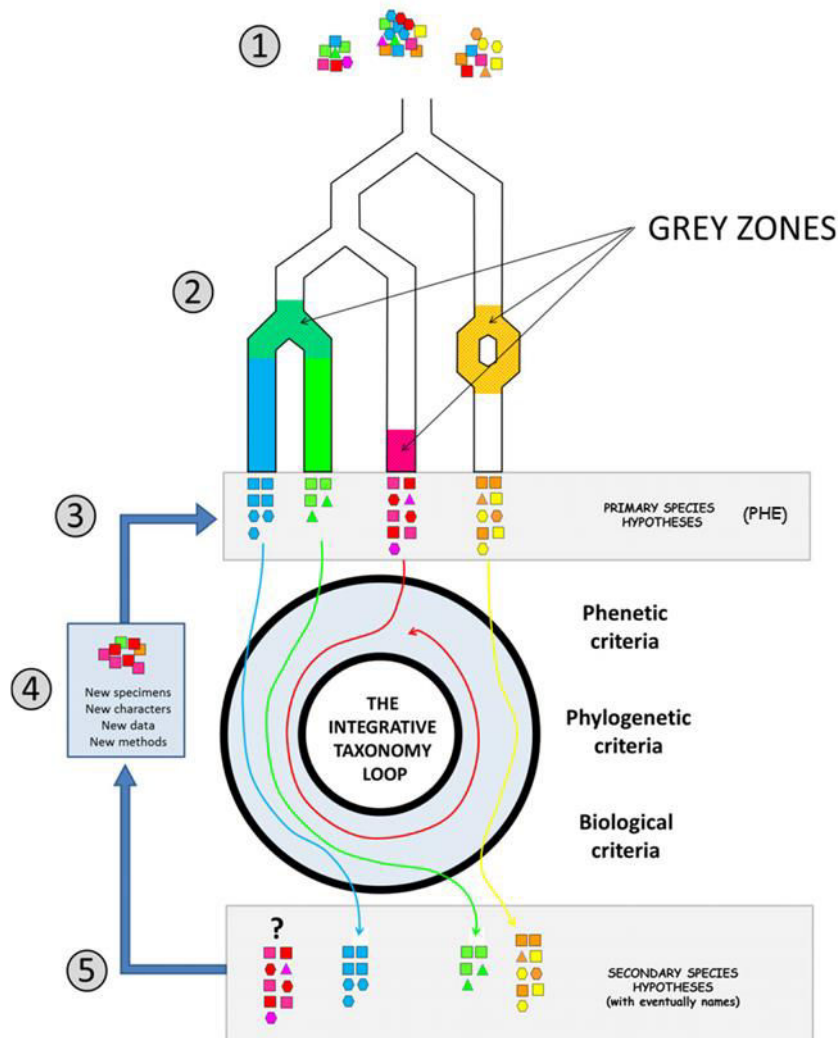 1
GREY ZONES
2
3
PRIMARY SPECIES
HYPOTHESES
(PHE)
Phenetic
criteria
4
New specimens
New characters
New data
New methods
THE
INTEGRATIVE
TAXONOMY
LOOP
Phylogenetic
criteria
Biological
criteria
?
5
SECONDARY SPECIES
HYPOTHESES
(with eventually names)